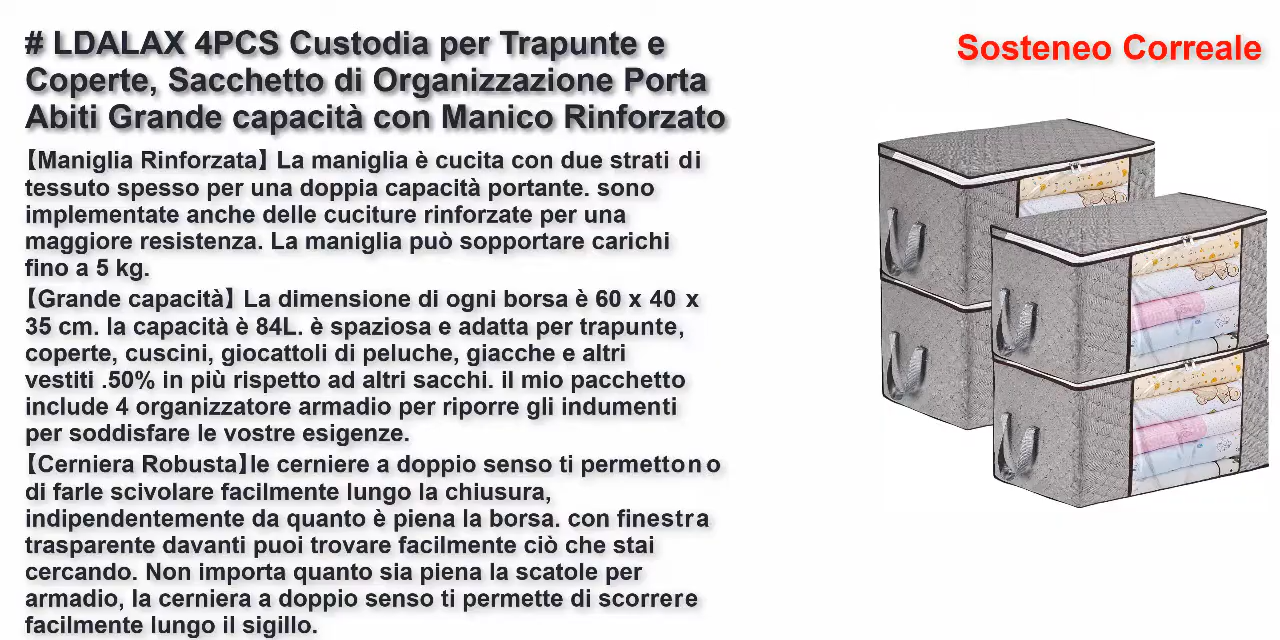 # LDALAX 4PCS Custodia per Trapunte e
Coperte, Sacchetto di Organizzazione Porta
Abiti Grande capacità con Manico Rinforzato
【Maniglia Rinforzata】La maniglia è cucita con due strati di
tessuto spesso per una doppia capacità portante. sono
implementate anche delle cuciture rinforzate per una
maggiore resistenza. La maniglia può sopportare carichi
fino a 5 kg.
【Grande capacità】La dimensione di ogni borsa è 60 x 40 x
35 cm. la capacità è 84L. è spaziosa e adatta per trapunte,
coperte, cuscini, giocattoli di peluche, giacche e altri
vestiti .50% in più rispetto ad altri sacchi. il mio pacchetto
include 4 organizzatore armadio per riporre gli indumenti
per soddisfare le vostre esigenze.
【Cerniera Robusta】le cerniere a doppio senso ti permettono
di farle scivolare facilmente lungo la chiusura,
indipendentemente da quanto è piena la borsa. con finestra
trasparente davanti puoi trovare facilmente ciò che stai
cercando. Non importa quanto sia piena la scatole per
armadio, la cerniera a doppio senso ti permette di scorrere
facilmente lungo il sigillo.
Sosteneo Correale